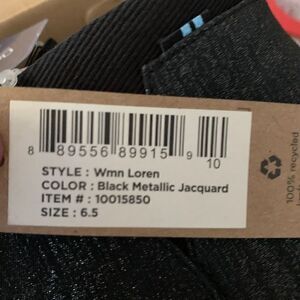 8 89556 89915 9 10
STYLE : Wmn Loren
COLOR : Black Metallic Jacquard
ITEM # : 10015850
SIZE : 6.5
100% recycled